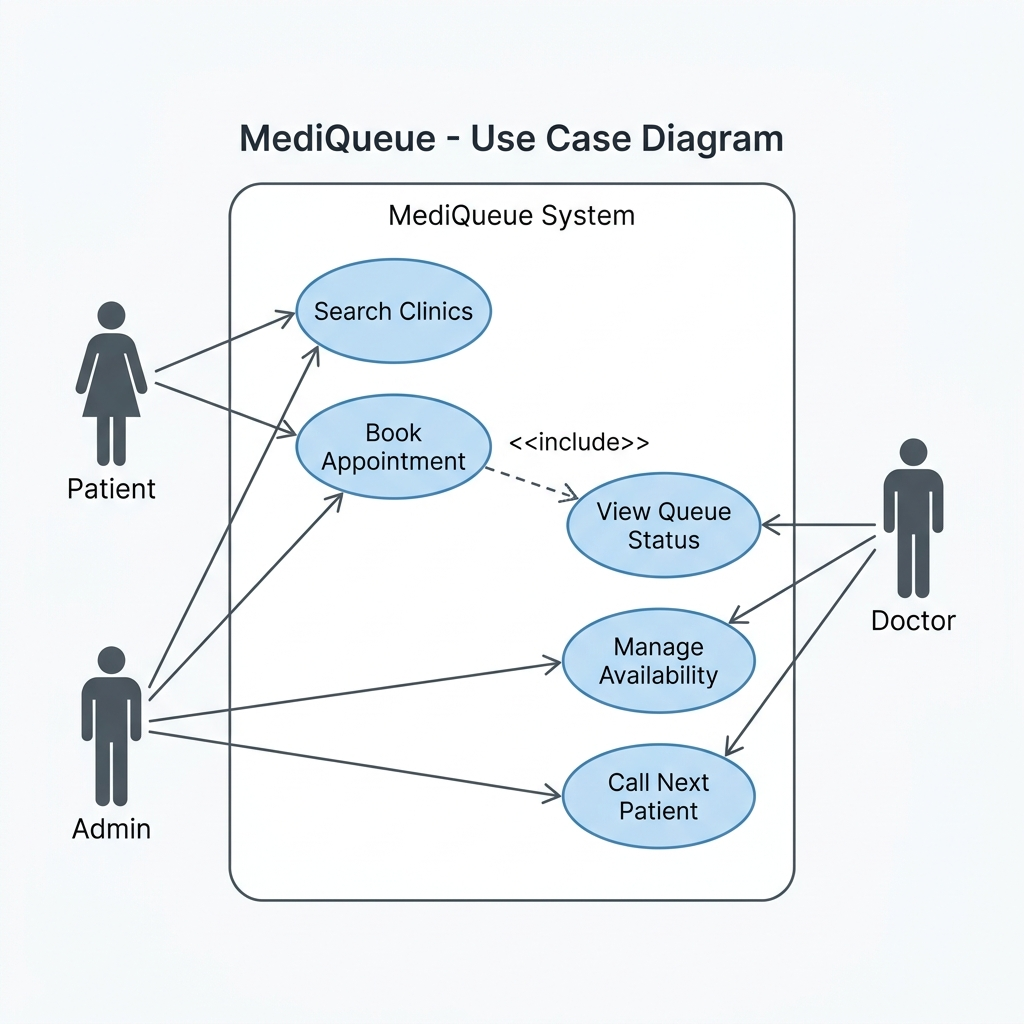 MediQueue - Use Case Diagram
MediQueue System
Search Clinics
Book
Appointment
<<include>>
View Queue
Status
Patient
Doctor
Manage
Availability
Call Next
Patient
Admin